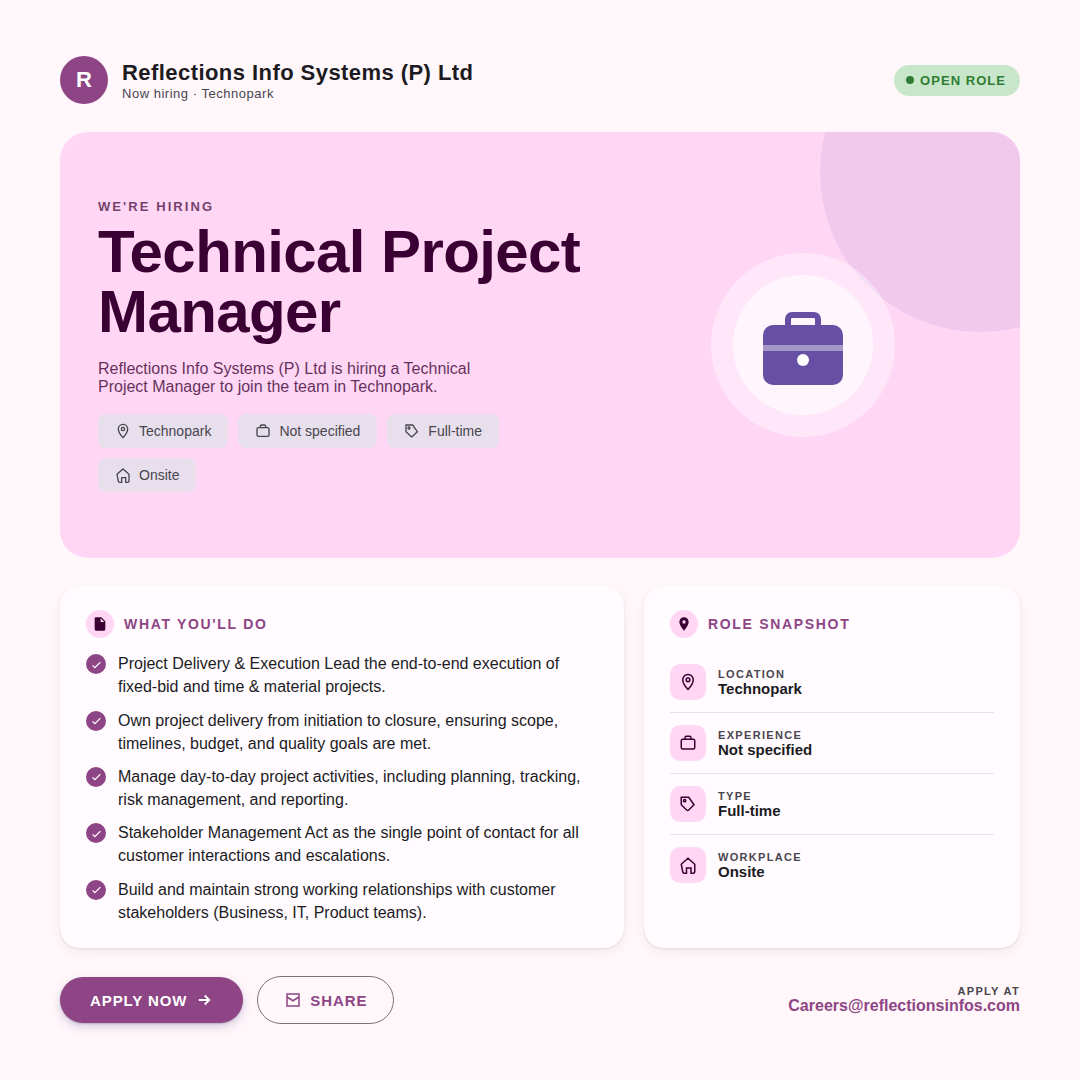 R
Reflections Info Systems (P) Ltd
Now hiring · Technopark
OPEN ROLE
WE'RE HIRING
Technical Project
Manager
Reflections Info Systems (P) Ltd is hiring a Technical
Project Manager to join the team in Technopark.
Technopark
Not specified
Full-time
Onsite
WHAT YOU'LL DO
Project Delivery & Execution Lead the end-to-end execution of
fixed-bid and time & material projects.
Own project delivery from initiation to closure, ensuring scope,
timelines, budget, and quality goals are met.
Manage day-to-day project activities, including planning, tracking,
risk management, and reporting.
Stakeholder Management Act as the single point of contact for all
customer interactions and escalations.
Build and maintain strong working relationships with customer
stakeholders (Business, IT, Product teams).
ROLE SNAPSHOT
LOCATION
Technopark
EXPERIENCE
Not specified
TYPE
Full-time
WORKPLACE
Onsite
APPLY NOW
SHARE
APPLY AT
Careers@reflectionsinfos.com